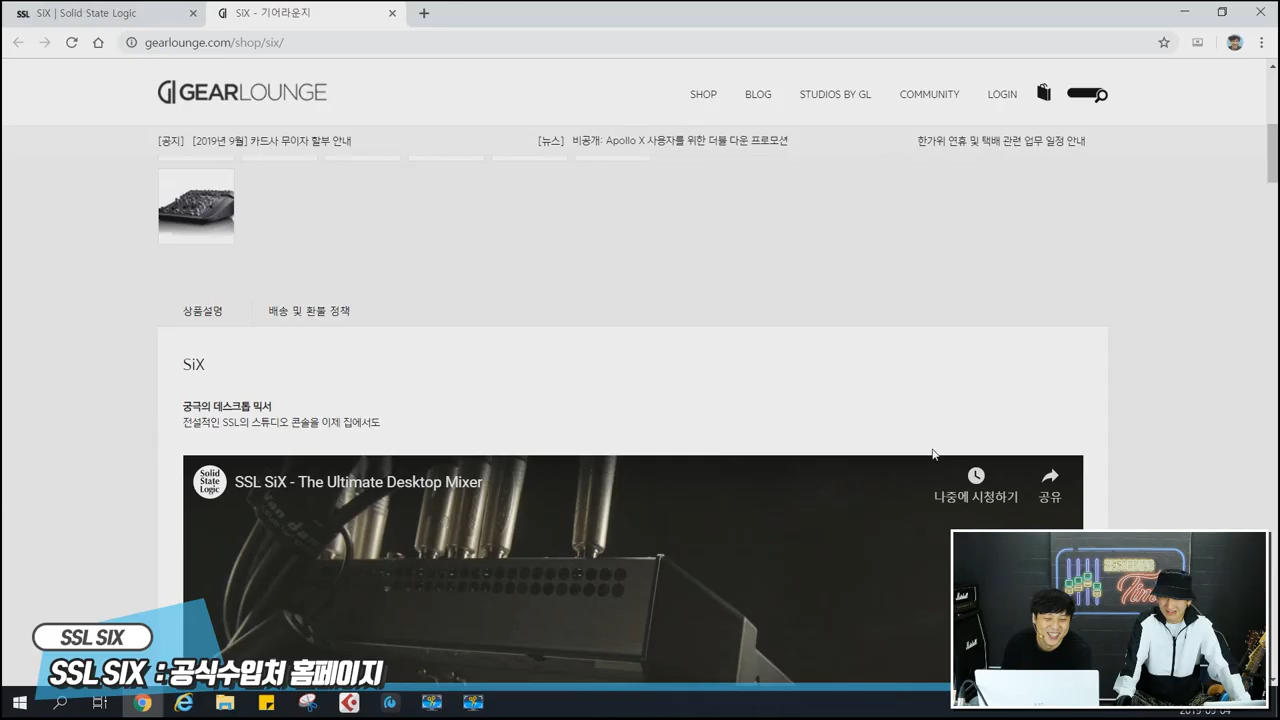 SSL SIX | Solid State Logic
SiX - 기어라운지
gearlounge.com/shop/six/
GEARLOUNGE
SHOP
BLOG
STUDIOS BY GL
COMMUNITY
LOGIN
[공지] [2019년 9월] 카드사 무이자 할부 안내
[뉴스] 비공개: Apollo X 사용자를 위한 더블 다운 프로모션
한가위 연휴 및 택배 관련 업무 일정 안내
상품설명
배송 및 환불 정책
SiX
궁극의 데스크톱 믹서
전설적인 SSL의 스튜디오 콘솔을 이제 집에서도
Solid State Logic
SSL SiX - The Ultimate Desktop Mixer
나중에 시청하기
공유
Marshall
SSL SIX
SSL SIX : 공식수입처 홈페이지
2019-09-04